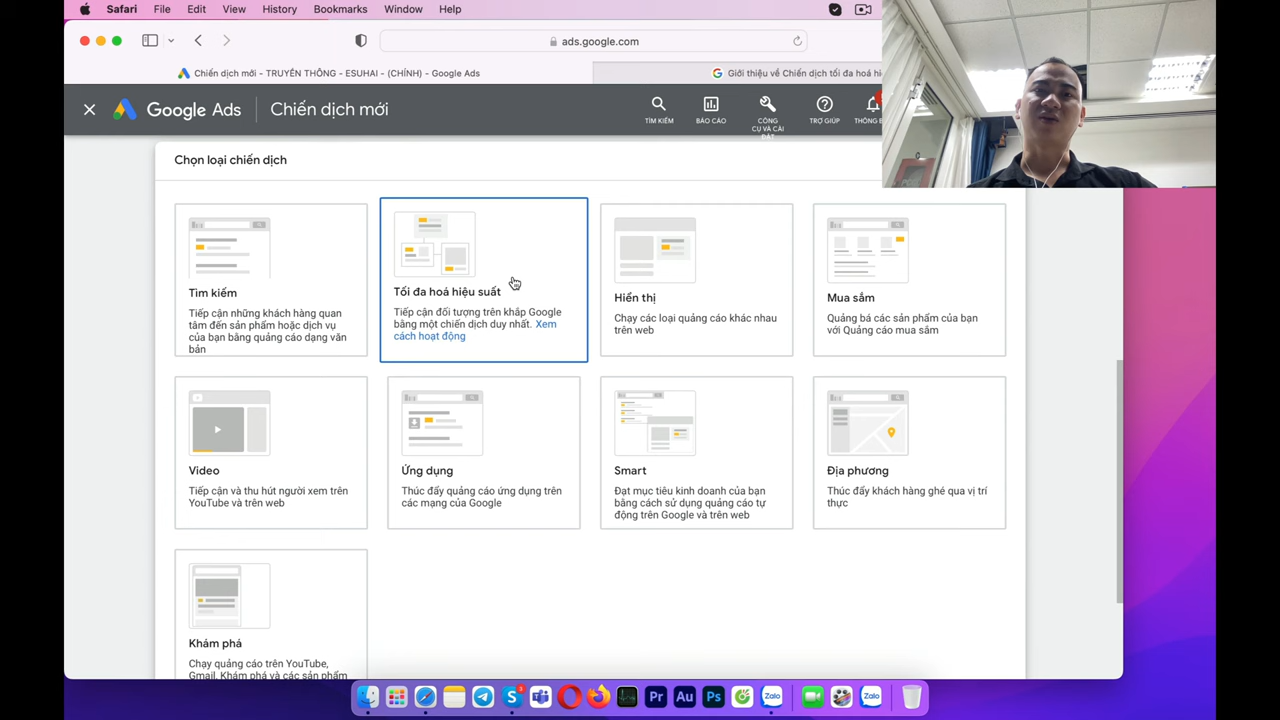 Safari File Edit View History Bookmarks Window Help
ads.google.com
Chiến dịch mới - TRUYỀN THÔNG - ESUHAI - (CHÍNH) - Google Ads
Giới thiệu về Chiến dịch tối đa hoá
Google Ads
Chiến dịch mới
TÌM KIẾM
BÁO CÁO
CÔNG
CỤ VÀ CÀI
ĐẶT
TRỢ GIÚP
THÔNG
Chọn loại chiến dịch
Tìm kiếm
Tiếp cận những khách hàng quan
tâm đến sản phẩm hoặc dịch vụ
của bạn bằng quảng cáo dạng văn
bản
Tối đa hoá hiệu suất
Tiếp cận đối tượng trên khắp Google
bằng một chiến dịch duy nhất. Xem
cách hoạt động
Hiển thị
Chạy các loại quảng cáo khác nhau
trên web
Mua sắm
Quảng bá các sản phẩm của bạn
với Quảng cáo mua sắm
Video
Tiếp cận và thu hút người xem trên
YouTube và trên web
Ứng dụng
Thúc đẩy quảng cáo ứng dụng trên
các mạng của Google
Smart
Đạt mục tiêu kinh doanh của bạn
bằng cách sử dụng quảng cáo tự
động trên Google và trên web
Địa phương
Thúc đẩy khách hàng ghé qua vị trí
thực
Khám phá
Chạy quảng cáo trên YouTube,
Gmail, Khám phá và các sản phẩm
3
Pr Au Ps Zalo Zalo